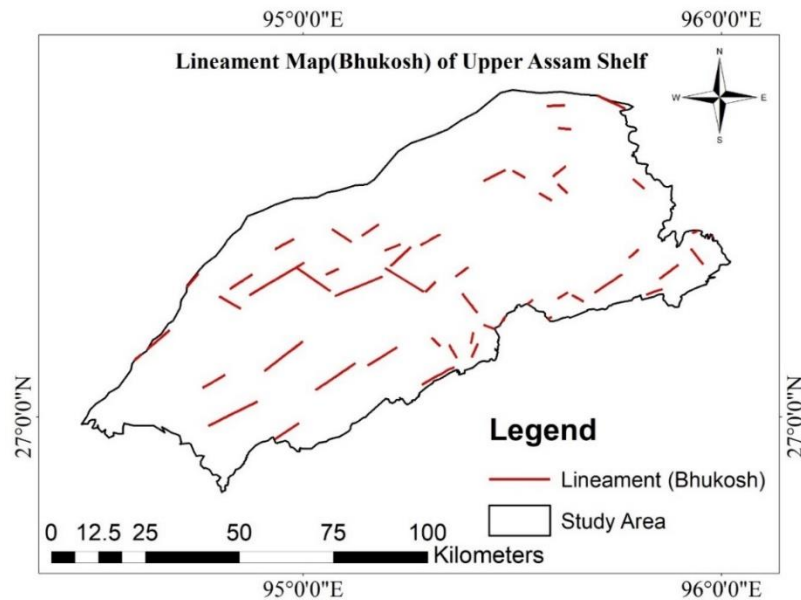 95°0'0"E 96°0'0"E
Lineament Map(Bhukosh) of Upper Assam Shelf
N
W E
S
27°0'0"N 27°0'0"N
Legend
Lineament (Bhukosh)
Study Area
0 12.5 25 50 75 100
Kilometers
95°0'0"E 96°0'0"E